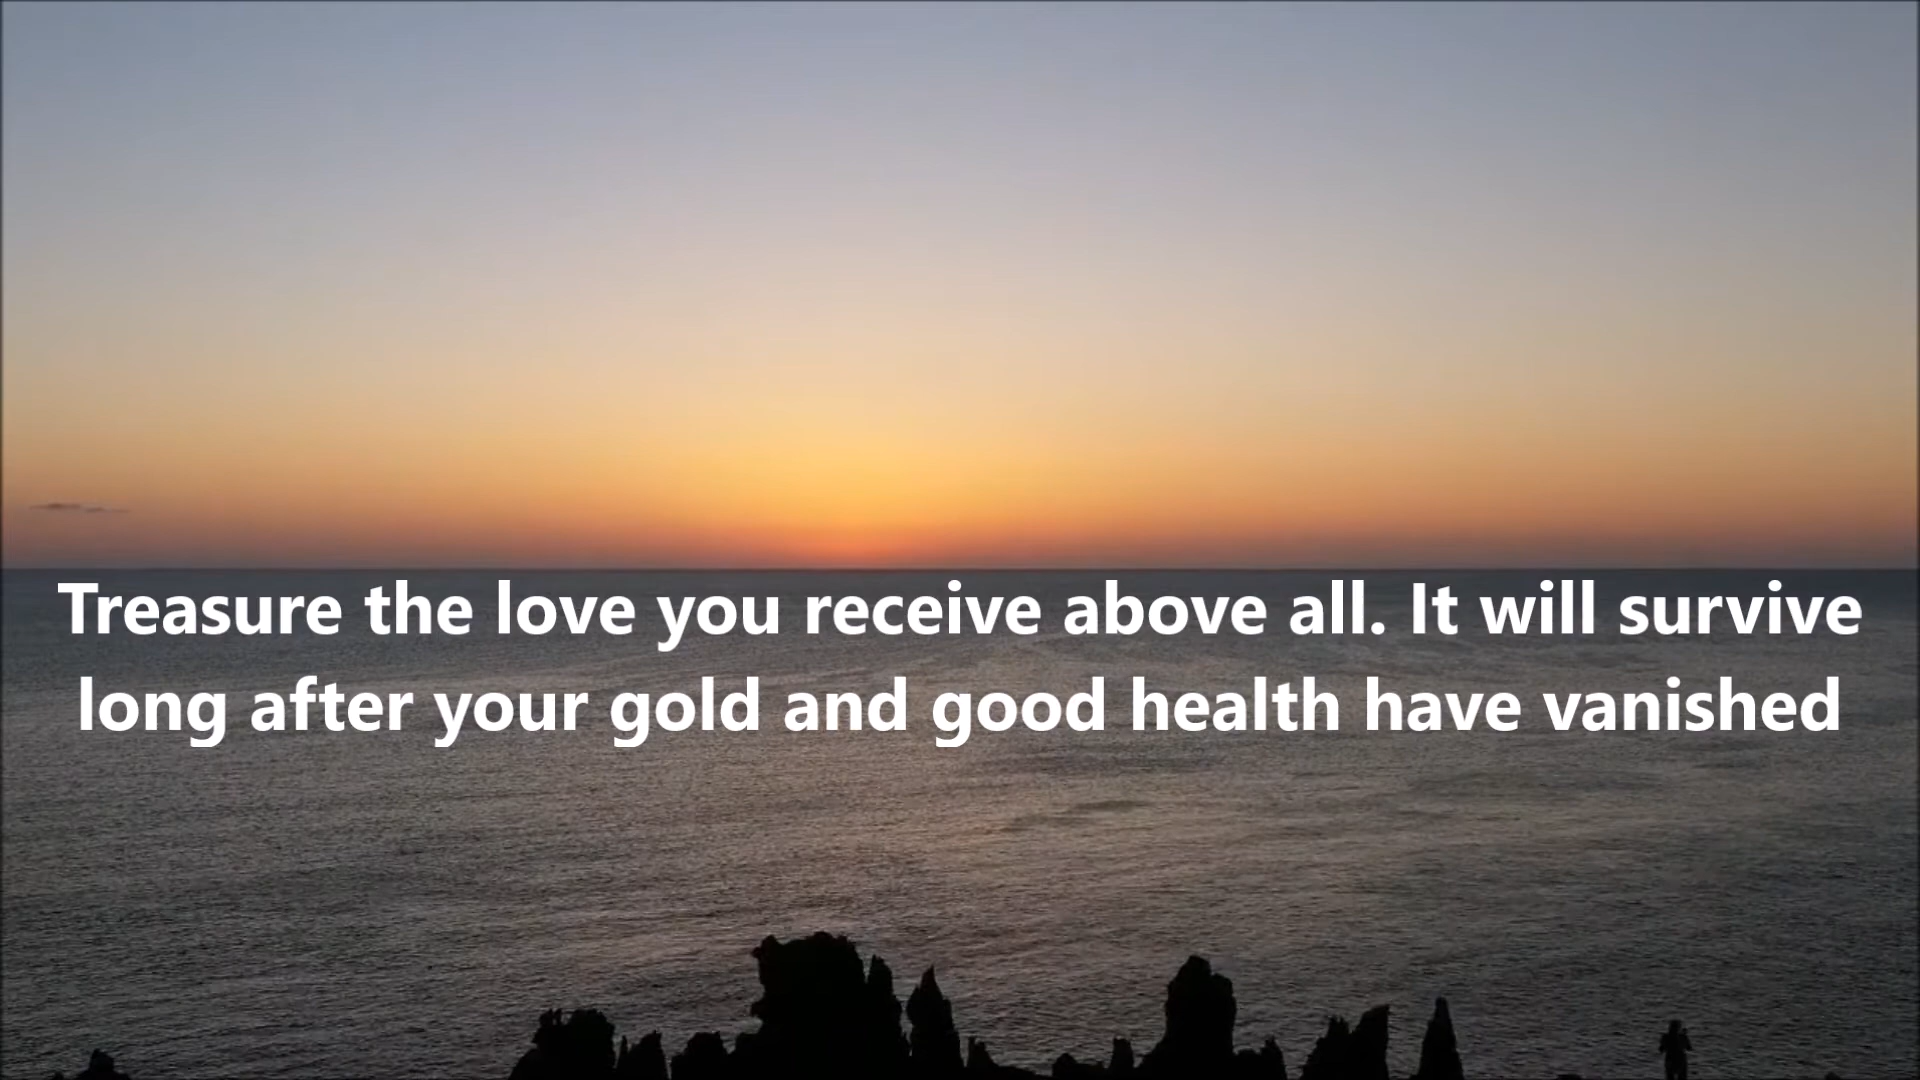 Treasure the love you receive above all. It will survive
long after your gold and good health have vanished